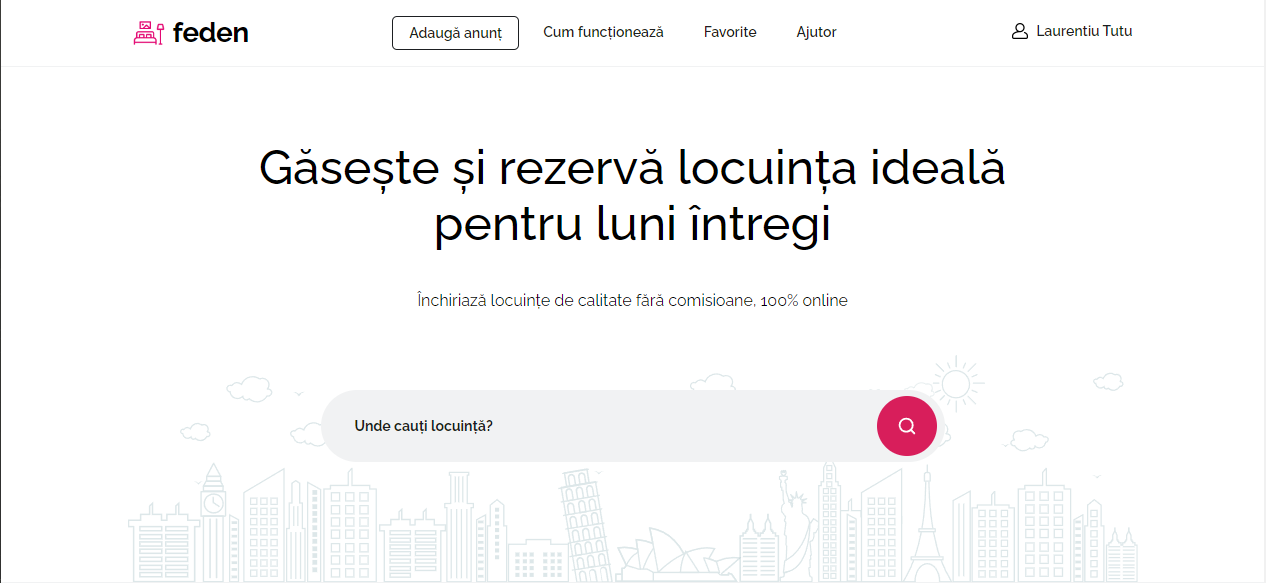 feden
Adaugă anunț
Cum funcționează
Favorite
Ajutor
Laurentiu Tutu
Găsește și rezervă locuința ideală
pentru luni întregi
Închiriază locuințe de calitate fără comisioane, 100% online
Unde cauți locuință?